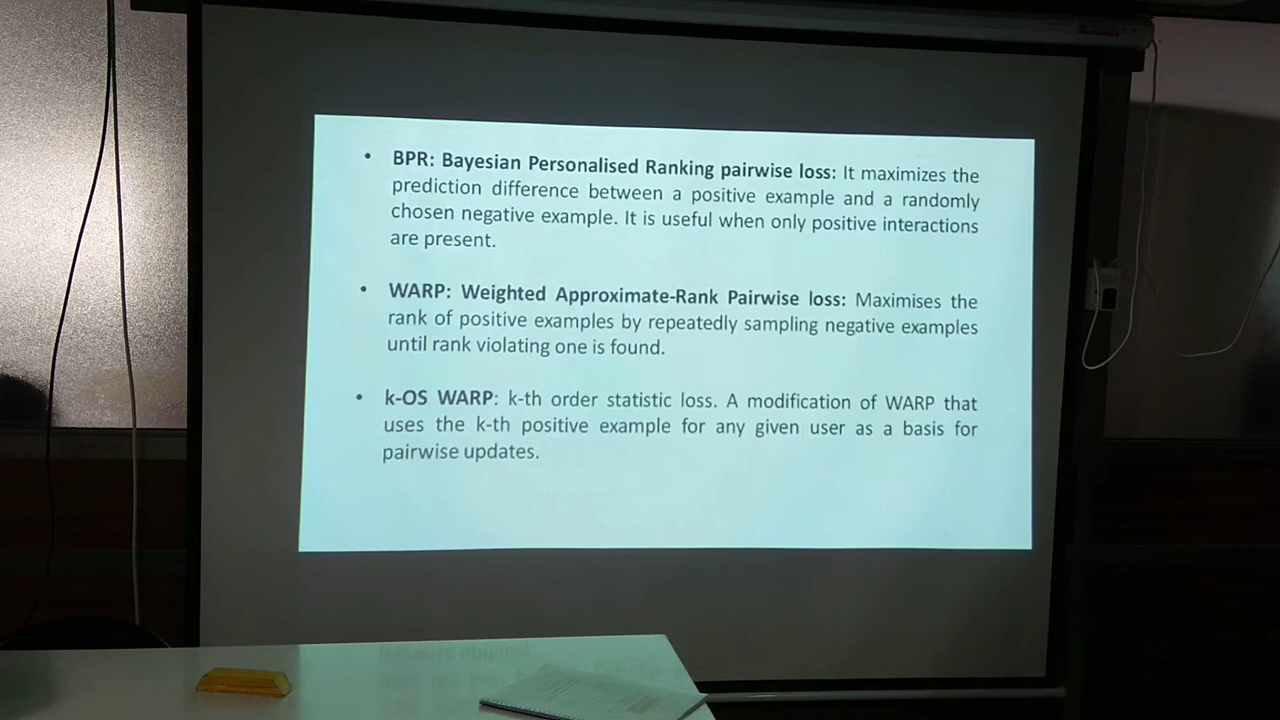 • BPR: Bayesian Personalised Ranking pairwise loss: It maximizes the
prediction difference between a positive example and a randomly
chosen negative example. It is useful when only positive interactions
are present.
• WARP: Weighted Approximate-Rank Pairwise loss: Maximises the
rank of positive examples by repeatedly sampling negative examples
until rank violating one is found.
• k-OS WARP: k-th order statistic loss. A modification of WARP that
uses the k-th positive example for any given user as a basis for
pairwise updates.